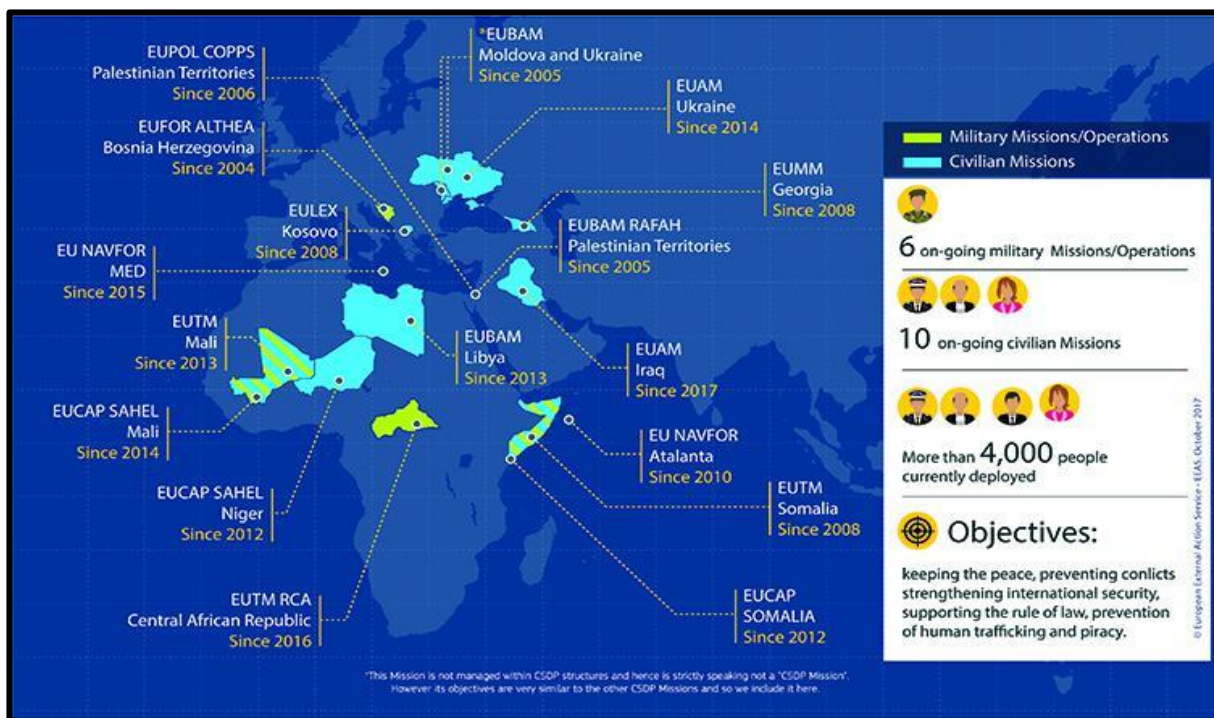 EUPOL COPPS
Palestinian Territories
Since 2006
*EUBAM
Moldova and Ukraine
Since 2005
EUAM
Ukraine
Since 2014
EUFOR ALTHEA
Bosnia Herzegovina
Since 2004
EUMM
Georgia
Since 2008
EULEX
Kosovo
Since 2008
EUBAM RAFAH
Palestinian Territories
Since 2005
EU NAVFOR
MED
Since 2015
EUTM
Mali
Since 2013
EUBAM
Libya
Since 2013
EUAM
Iraq
Since 2017
EUCAP SAHEL
Mali
Since 2014
EU NAVFOR
Atalanta
Since 2010
EUCAP SAHEL
Niger
Since 2012
EUTM
Somalia
Since 2008
EUTM RCA
Central African Republic
Since 2016
EUCAP
SOMALIA
Since 2012
*This Mission is not managed within CSDP structures and hence is strictly speaking not a "CSDP Mission".
However its objectives are very similar to the other CSDP Missions and so we include it here.
Military Missions/Operations
Civilian Missions
6 on-going military Missions/Operations
10 on-going civilian Missions
More than 4,000 people
currently deployed
Objectives:
keeping the peace, preventing conlicts
strengthening international security,
supporting the rule of law, prevention
of human trafficking and piracy.
© European External Action Service - EEAS, October 2017